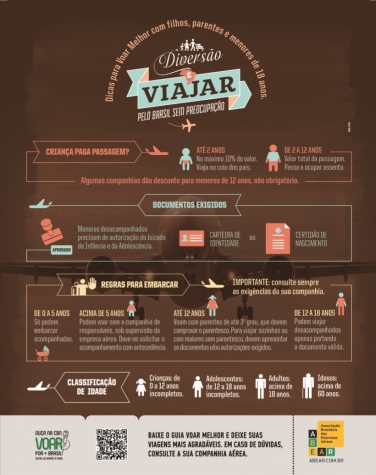 Dicas para Voar Melhor com filhos, parentes e menores de 18 anos.
Diversão
É
VIAJAR
PELO BRASIL SEM PREOCUPAÇÃO
CRIANÇA PAGA PASSAGEM?
ATÉ 2 ANOS
No máximo 10% do valor.
Viaja no colo dos pais.
DE 2 A 12 ANOS
Valor total da passagem.
Passa a ocupar assento.
Algumas companhias dão desconto para menores de 12 anos, não obrigatório.
DOCUMENTOS EXIGIDOS
APROVADO
Menores desacompanhados
precisam de autorização do Juizado
da Infância e da Adolescência.
CARTEIRA DE
IDENTIDADE
OU
CERTIDÃO DE
NASCIMENTO
REGRAS PARA EMBARCAR
IMPORTANTE: consulte sempre
as exigências da sua companhia.
DE 0 A 5 ANOS
Só podem
embarcar
acompanhadas.
ACIMA DE 5 ANOS
Podem voar sem a companhia de
responsáveis, sob supervisão da
empresa aérea. Deve-se solicitar o
acompanhamento com antecedência.
ATÉ 12 ANOS
Voam com parentes de até 3º grau, que devem
comprovar o parentesco. Para viajar sozinhas ou
com maiores sem parentesco, devem apresentar
os documentos e/ou autorizações exigidos.
DE 12 A 18 ANOS
Podem viajar
desacompanhados
apenas portando
o documento válido.
CLASSIFICAÇÃO
DE IDADE
Crianças: de
0 a 12 anos
incompletos.
Adolescentes:
de 12 a 18 anos
incompletos.
Adultos:
acima de
18 anos.
Idosos:
acima de
60 anos.
VOAR
POR + BRASIL!
BAIXE O GUIA VOAR MELHOR E DEIXE SUAS
VIAGENS MAIS AGRADÁVEIS. EM CASO DE DÚVIDAS,
CONSULTE A SUA COMPANHIA AÉREA.
ABEAR
Associação
Brasileira
das Empresas
Aéreas
ABEAR.COM.BR